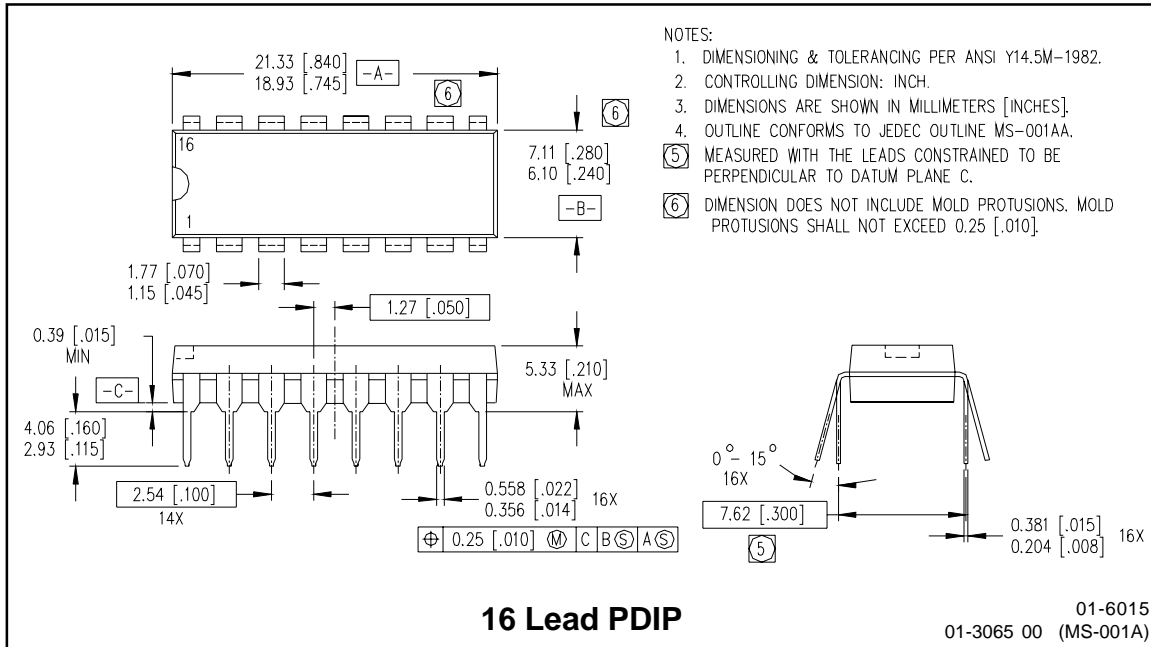 21.33 [.840]
18.93 [.745]
-A-
6
6
16
1
7.11 [.280]
6.10 [.240]
-B-
NOTES:
1. DIMENSIONING & TOLERANCING PER ANSI Y14.5M-1982.
2. CONTROLLING DIMENSION: INCH.
3. DIMENSIONS ARE SHOWN IN MILLIMETERS [INCHES].
4. OUTLINE CONFORMS TO JEDEC OUTLINE MS-001AA.
5 MEASURED WITH THE LEADS CONSTRAINED TO BE
PERPENDICULAR TO DATUM PLANE C.
6 DIMENSION DOES NOT INCLUDE MOLD PROTUSIONS. MOLD
PROTUSIONS SHALL NOT EXCEED 0.25 [.010].
1.77 [.070]
1.15 [.045]
1.27 [.050]
0.39 [.015]
MIN
-C-
5.33 [.210]
MAX
4.06 [.160]
2.93 [.115]
2.54 [.100]
14X
0.558 [.022]
0.356 [.014]
16X
⌖ 0.25 [.010] Ⓜ C BⓈ AⓈ
0° - 15°
16X
7.62 [.300]
5
0.381 [.015]
0.204 [.008]
16X
16 Lead PDIP
01-6015
01-3065 00 (MS-001A)